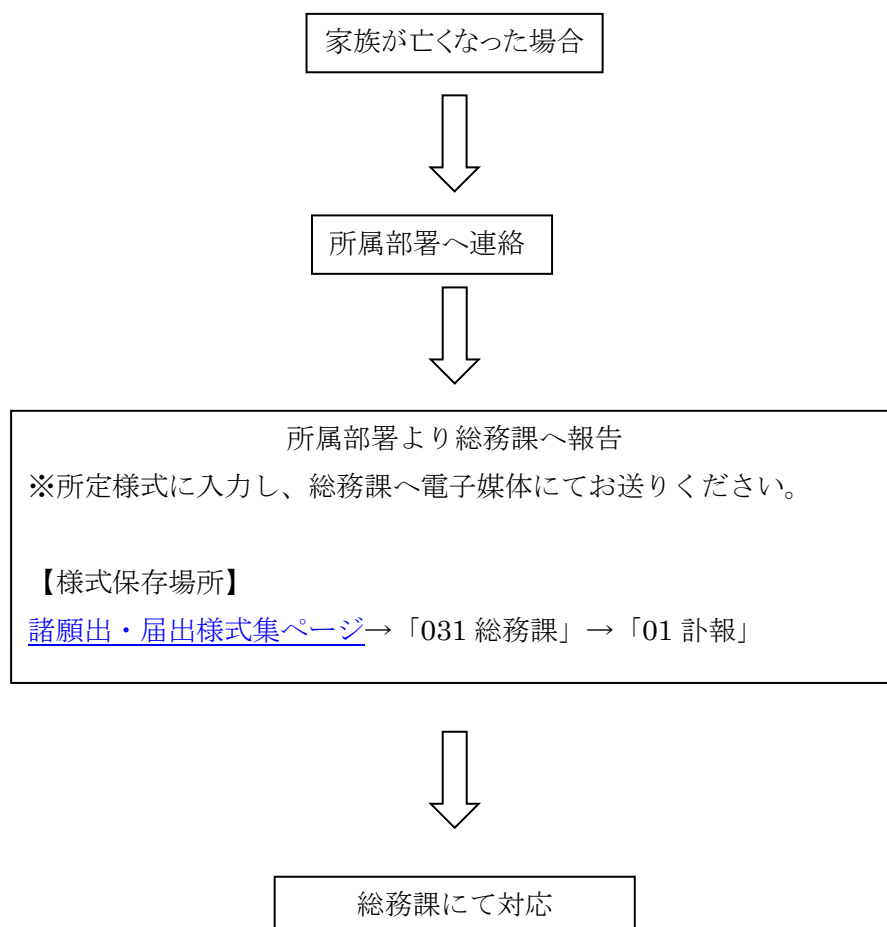 家族が亡くなった場合
所属部署へ連絡
所属部署より総務課へ報告
※所定様式に入力し、総務課へ電子媒体にてお送りください。
【様式保存場所】
諸願出・届出様式集ページ→「031 総務課」→「01 訃報」
総務課にて対応